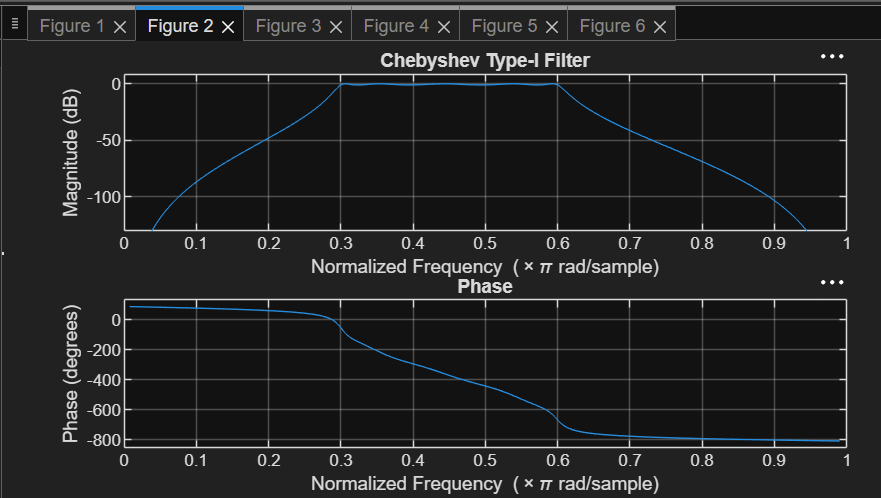 Figure 1 × Figure 2 × Figure 3 × Figure 4 × Figure 5 × Figure 6 ×
Chebyshev Type-I Filter
Magnitude (dB)
0
-50
-100
0 0.1 0.2 0.3 0.4 0.5 0.6 0.7 0.8 0.9 1
Normalized Frequency (× π rad/sample)
Phase
Phase (degrees)
0
-200
-400
-600
-800
0 0.1 0.2 0.3 0.4 0.5 0.6 0.7 0.8 0.9 1
Normalized Frequency (× π rad/sample)